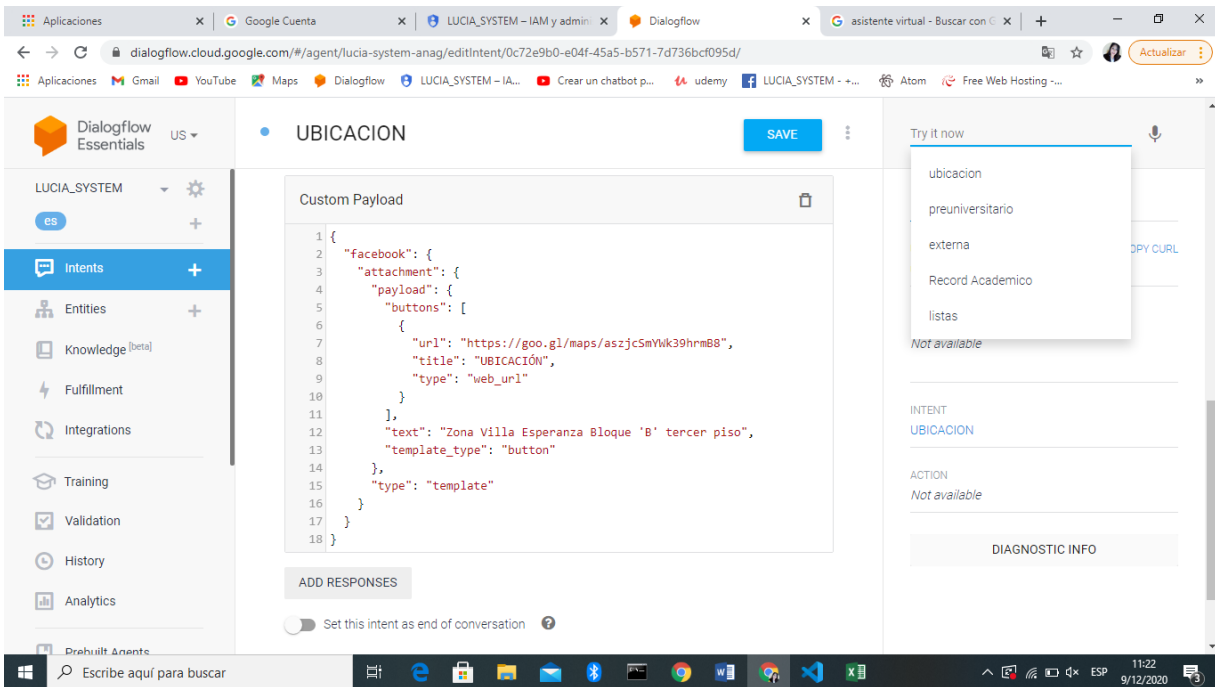 Aplicaciones
Google Cuenta
LUCIA_SYSTEM – IAM y admini
Dialogflow
asistente virtual - Buscar con G
dialogflow.cloud.google.com/#/agent/lucia-system-anag/editIntent/0c72e9b0-e04f-45a5-b571-7d736bcf095d/
Actualizar
Aplicaciones
Gmail
YouTube
Maps
Dialogflow
LUCIA_SYSTEM – IA...
Crear un chatbot p...
udemy
LUCIA_SYSTEM - +...
Atom
Free Web Hosting -...
Dialogflow
Essentials
US
UBICACION
SAVE
Try it now
LUCIA_SYSTEM
es
Intents
Entities
Knowledge [beta]
Fulfillment
Integrations
Training
Validation
History
Analytics
Prebuilt Agents
Custom Payload
1 {
2 "facebook": {
3 "attachment": {
4 "payload": {
5 "buttons": [
6 {
7 "url": "https://goo.gl/maps/aszjcSmYWk39hrmB8",
8 "title": "UBICACIÓN",
9 "type": "web_url"
10 }
11 ],
12 "text": "Zona Villa Esperanza Bloque 'B' tercer piso",
13 "template_type": "button"
14 },
15 "type": "template"
16 }
17 }
18 }
ADD RESPONSES
Set this intent as end of conversation
ubicacion
preuniversitario
externa
Record Academico
listas
CURL
Not available
INTENT
UBICACION
ACTION
Not available
DIAGNOSTIC INFO
Escribe aquí para buscar
ESP
11:22
9/12/2020
3